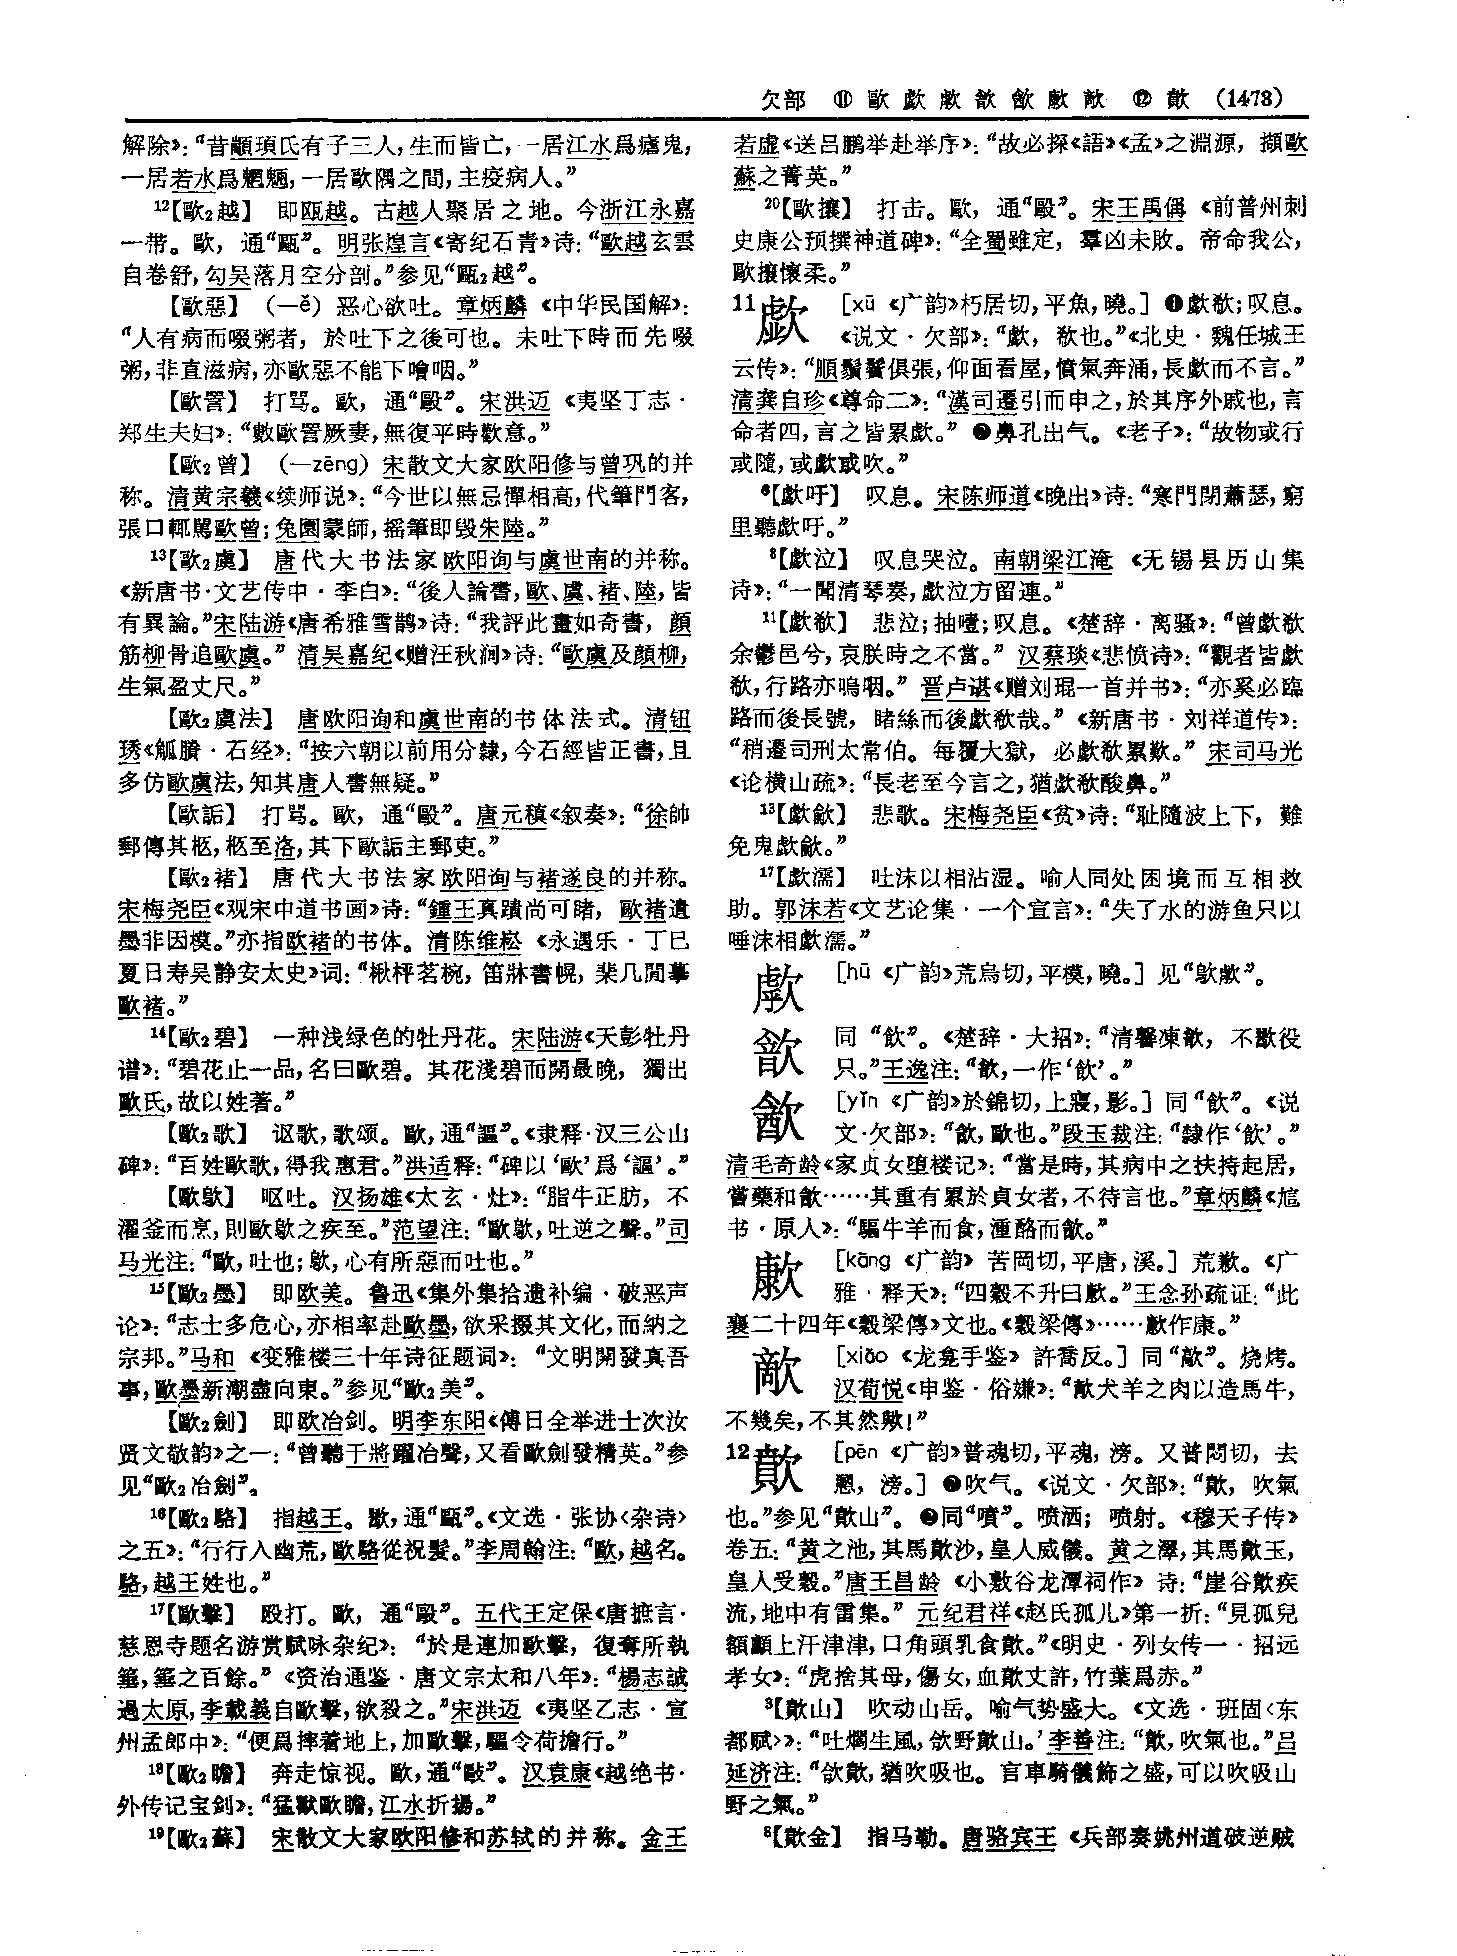 欠部 ⑪ 歐 歔 歑 㱃 㱃 歁 歊 ⑫ 歕 (1473)
解除》：“昔顓頊氏有子三人，生而皆亡，一居江水爲瘧鬼，
一居若水爲魍魎，一居歐隅之間，主疫病人。”
12【歐₂越】 即瓯越。古越人聚居之地。今浙江永嘉
一带。歐，通“甌”。明张煌言《寄纪石青》诗：“歐越玄雲
自卷舒，勾吴落月空分剖。”参见“甌₂越”。
【歐惡】 （—ě）恶心欲吐。章炳麟《中华民国解》：
“人有病而啜粥者，於吐下之後可也。未吐下時而先啜
粥，非直滋病，亦歐惡不能下噲咽。”
【歐詈】 打骂。歐，通“毆”。宋洪迈《夷坚丁志·
郑生夫妇》：“數歐詈厥妻，無復平時歡意。”
【歐₂曾】 （—zēng）宋散文大家欧阳修与曾巩的并
称。清黄宗羲《续师说》：“今世以無忌憚相高，代筆門客，
張口輒駡歐曾；兔園蒙師，摇筆即毁朱陸。”
13【歐₂虞】 唐代大书法家欧阳询与虞世南的并称。
《新唐书·文艺传中·李白》：“後人論書，歐、虞、褚、陸，皆
有異論。”宋陆游《唐希雅雪鹊》诗：“我評此畫如奇書，顔
筋柳骨追歐虞。”清吴嘉纪《赠汪秋涧》诗：“歐虞及顔柳，
生氣盈丈尺。”
【歐₂虞法】 唐欧阳询和虞世南的书体法式。清钮
琇《觚賸·石经》：“按六朝以前用分隸，今石經皆正書，且
多仿歐虞法，知其唐人書無疑。”
【歐詬】 打骂。歐，通“毆”。唐元稹《叙奏》：“徐帥
郵傳其柩，柩至洛，其下歐詬主郵吏。”
【歐₂褚】 唐代大书法家欧阳询与褚遂良的并称。
宋梅尧臣《观宋中道书画》诗：“鍾王真蹟尚可睹，歐褚遺
墨非因模。”亦指欧褚的书体。清陈维崧《永遇乐·丁巳
夏日寿吴静安太史》词：“楸枰茗椀，笛牀書幌，棐几閒摹
歐褚。”
14【歐₂碧】 一种浅绿色的牡丹花。宋陆游《天彭牡丹
谱》：“碧花止一品，名曰歐碧。其花淺碧而開最晚，獨出
歐氏，故以姓著。”
【歐₂歌】 讴歌，歌颂。歐，通“謳”。《隶释·汉三公山
碑》：“百姓歐歌，得我惠君。”洪适释：“碑以‘歐’爲‘謳’。”
【歐歍】 呕吐。汉扬雄《太玄·灶》：“脂牛正肪，不
濯釜而烹，則歐歍之疾至。”范望注：“歐歍，吐逆之聲。”司
马光注：“歐，吐也；歍，心有所惡而吐也。”
15【歐₂墨】 即欧美。鲁迅《集外集拾遗补编·破恶声
论》：“志士多危心，亦相率赴歐墨，欲采掇其文化，而納之
宗邦。”马和《变雅楼三十年诗征题词》：“文明開發真吾
事，歐墨新潮盡向東。”参见“歐₂美”。
【歐₂劍】 即欧冶剑。明李东阳《傅日全举进士次汝
贤文敬韵》之一：“曾聽于將躍冶聲，又看歐劍發精英。”参
见“歐₂冶劍”。
16【歐₂駱】 指越王。歐，通“甌”。《文选·张协〈杂诗〉
之五》：“行行入幽荒，歐駱從祝髮。”李周翰注：“歐，越名。
駱，越王姓也。”
17【歐擊】 殴打。歐，通“毆”。五代王定保《唐摭言·
慈恩寺题名游赏赋咏杂纪》：“於是連加歐擊，復奪所執
箠，箠之百餘。”《资治通鉴·唐文宗太和八年》：“楊志誠
過太原，李載義自歐擊，欲殺之。”宋洪迈《夷坚乙志·宣
州孟郎中》：“便爲捽着地上，加歐擊，驅令荷擔行。”
18【歐₂瞻】 奔走惊视。歐，通“敺”。汉袁康《越绝书·
外传记宝剑》：“猛獸歐瞻，江水折揚。”
19【歐₂蘇】 宋散文大家欧阳修和苏轼的并称。金王
若虚《送吕鹏举赴举序》：“故必探《語》《孟》之淵源，擷歐
蘇之菁英。”
20【歐攘】 打击。歐，通“毆”。宋王禹偁《前普州刺
史康公预撰神道碑》：“全蜀雖定，羣凶未敗。帝命我公，
歐攘懷柔。”
11歔 ［xū《广韵》朽居切，平魚，曉。］❶歔欷；叹息。
《说文·欠部》：“歔，欷也。”《北史·魏任城王
云传》：“順鬚鬢俱張，仰面看屋，憤氣奔涌，長歔而不言。”
清龚自珍《尊命二》：“漢司遷引而申之，於其序外戚也，言
命者四，言之皆累歔。”❷鼻孔出气。《老子》：“故物或行
或隨，或歔或吹。”
6【歔吁】 叹息。宋陈师道《晚出》诗：“寒門閉蕭瑟，窮
里聽歔吁。”
8【歔泣】 叹息哭泣。南朝梁江淹《无锡县历山集
诗》：“一聞清琴奏，歔泣方留連。”
11【歔欷】 悲泣；抽噎；叹息。《楚辞·离骚》：“曾歔欷
余鬱邑兮，哀朕時之不當。”汉蔡琰《悲愤诗》：“觀者皆歔
欷，行路亦嗚咽。”晋卢谌《赠刘琨一首并书》：“亦奚必臨
路而後長號，睹絲而後歔欷哉。”《新唐书·刘祥道传》：
“稍遷司刑太常伯。每覆大獄，必歔欷累歎。”宋司马光
《论横山疏》：“長老至今言之，猶歔欷酸鼻。”
13【歔歈】 悲歌。宋梅尧臣《贫》诗：“耻隨波上下，難
免鬼歔歈。”
17【歔濡】 吐沫以相沾湿。喻人同处困境而互相救
助。郭沫若《文艺论集·一个宣言》：“失了水的游鱼只以
唾沫相歔濡。”
歑 ［hū《广韵》荒烏切，平模，曉。］见“歍歑”。
㱃 同“飲”。《楚辞·大招》：“清馨凍㱃，不歠役
只。”王逸注：“㱃，一作‘飲’。”
㱃 ［yǐn《广韵》於錦切，上寑，影。］同“飲”。《说
文·欠部》：“㱃，歠也。”段玉裁注：“隸作‘飲’。”
清毛奇龄《家贞女堕楼记》：“當是時，其病中之扶持起居，
嘗藥和㱃……其重有累於貞女者，不待言也。”章炳麟《訄
书·原人》：“驅牛羊而食，湩酪而㱃。”
歁 ［kāng《广韵》苦岡切，平唐，溪。］荒歉。《广
雅·释天》：“四穀不升曰歁。”王念孙疏证：“此
襄二十四年《穀梁傳》文也。《穀梁傳》……歁作康。”
歊 ［xiāo《龙龛手鉴》許喬反。］同“歊”。烧烤。
汉荀悦《申鉴·俗嫌》：“歊犬羊之肉以造馬牛，
不幾矣，不其然歟！”
12歕 ［pēn《广韵》普魂切，平魂，滂。又普悶切，去
慁，滂。］❶吹气。《说文·欠部》：“歕，吹氣
也。”参见“歕山”。❷同“噴”。喷洒；喷射。《穆天子传》
卷五：“黄之池，其馬歕沙，皇人威儀。黄之澤，其馬歕玉，
皇人受穀。”唐王昌龄《小敷谷龙潭祠作》诗：“崖谷歕疾
流，地中有雷集。”元纪君祥《赵氏孤儿》第一折：“見孤兒
額顱上汗津津，口角頭乳食歕。”《明史·列女传一·招远
孝女》：“虎捨其母，傷女，血歕丈許，竹葉爲赤。”
3【歕山】 吹动山岳。喻气势盛大。《文选·班固〈东
都赋〉》：“吐爓生風，欱野歕山。’李善注：“歕，吹氣也。”吕
延济注：“欱歕，猶吹吸也。言車騎儀飾之盛，可以吹吸山
野之氣。”
8【歕金】 指马勒。唐骆宾王《兵部奏姚州道破逆贼